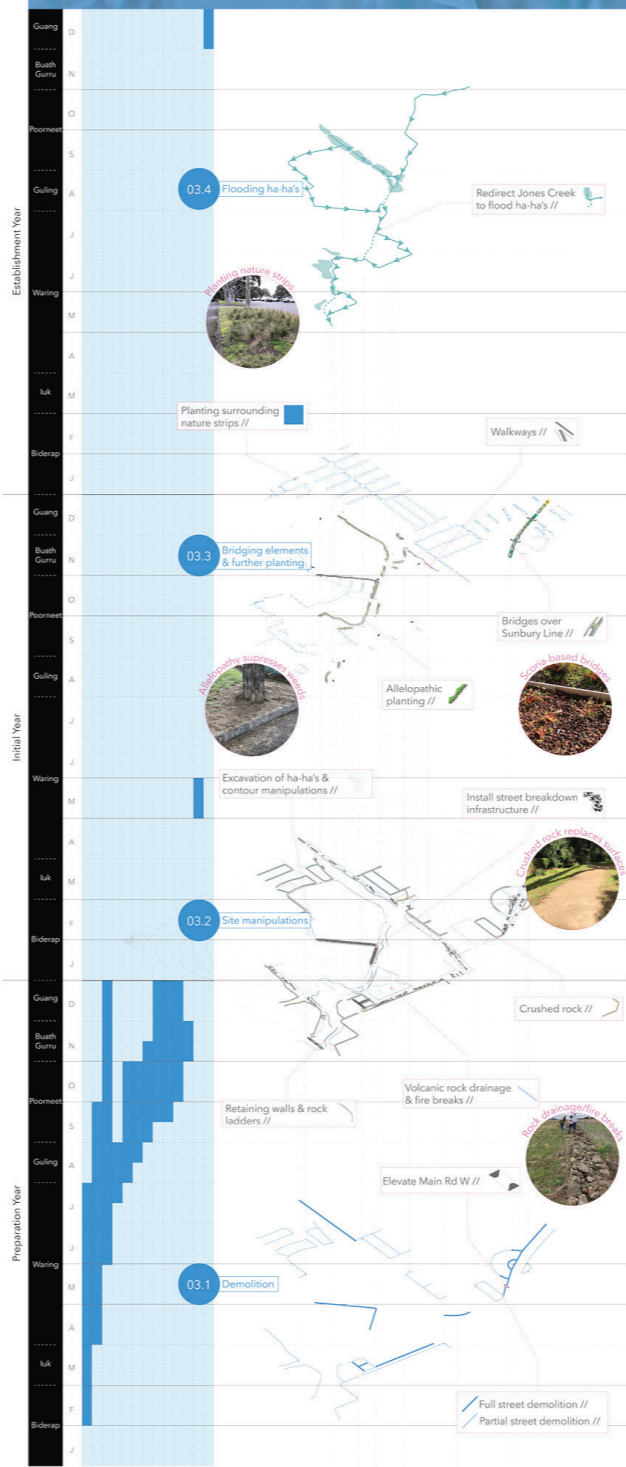 Guang
D
Buath
Gurru
N
O
Poorneet
S
03.4
Flooding ha-ha's
Guling
A
Redirect Jones Creek
to flood ha-ha's //
J
Establishment Year
J
Waring
Planting nature strips
M
A
Iuk
M
Planting surrounding
nature strips //
F
Walkways //
Biderap
J
Guang
D
03.3
Bridging elements
& further planting
Buath
Gurru
N
O
Poorneet
Bridges over
Sunbury Line //
S
Guling
A
Allelopathy supresses weeds
Allelopathic
planting //
Scoria-based bridges
J
Initial Year
J
Waring
Excavation of ha-ha's &
contour manipulations //
M
Install street breakdown
infrastructure //
A
Crushed rock replaces surfaces
Iuk
M
03.2
Site manipulations
F
Biderap
J
Guang
D
Crushed rock //
Buath
Gurru
N
O
Volcanic rock drainage
& fire breaks //
Poorneet
Retaining walls & rock
ladders //
S
Rock drainage/fire breaks
Guling
A
Elevate Main Rd W //
J
Preparation Year
J
Waring
03.1
Demolition
M
A
Iuk
M
F
Full street demolition //
Partial street demolition //
Biderap
J